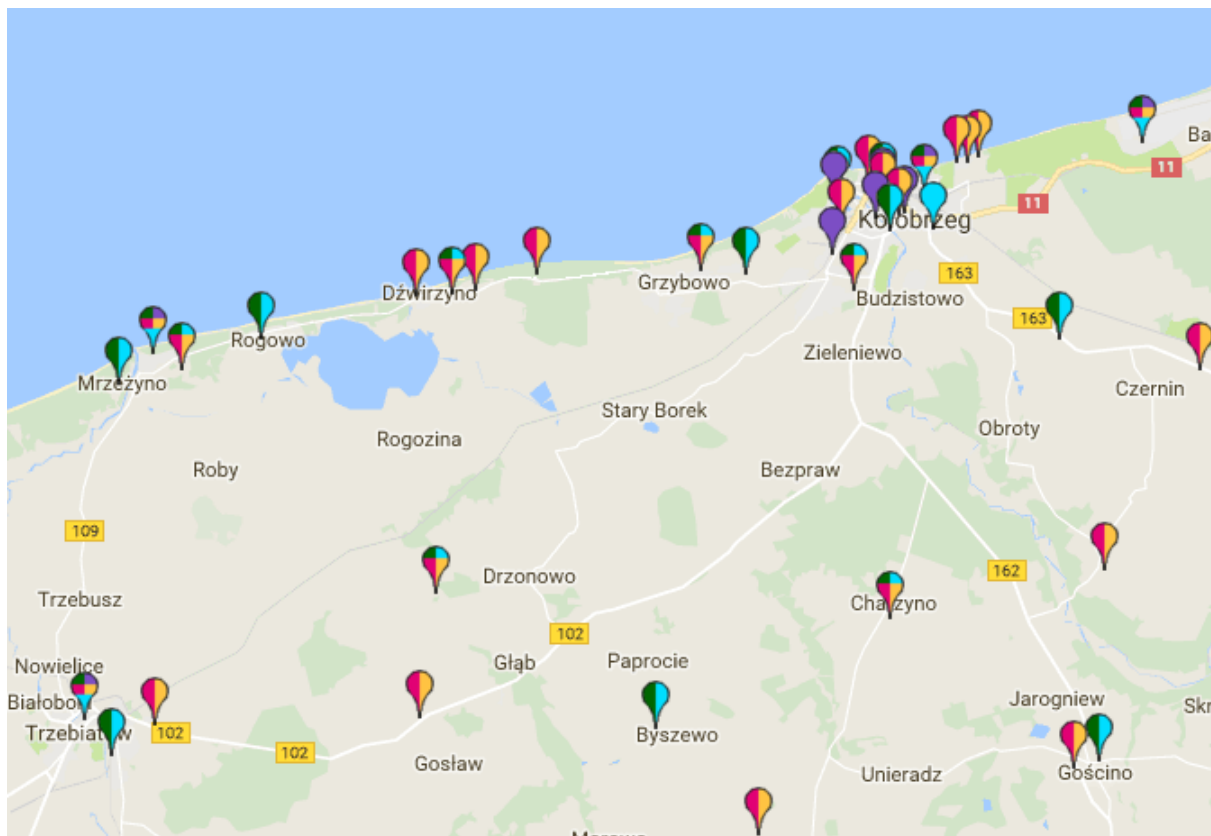 Ba
11
11
Kołobrzeg
163
Grzybowo
Dźwirzyno
Budzistowo
163
Rogowo
Zieleniewo
Mrzeżyno
Czernin
Stary Borek
Obroty
Rogozina
Roby
Bezpraw
109
162
Drzonowo
Trzebusz
Charzyno
102
Głąb
Paprocie
Nowielice
Jarogniew
Białobok
Skr
Trzebiatów
102
Byszewo
102
Gosław
Unieradz
Gościno